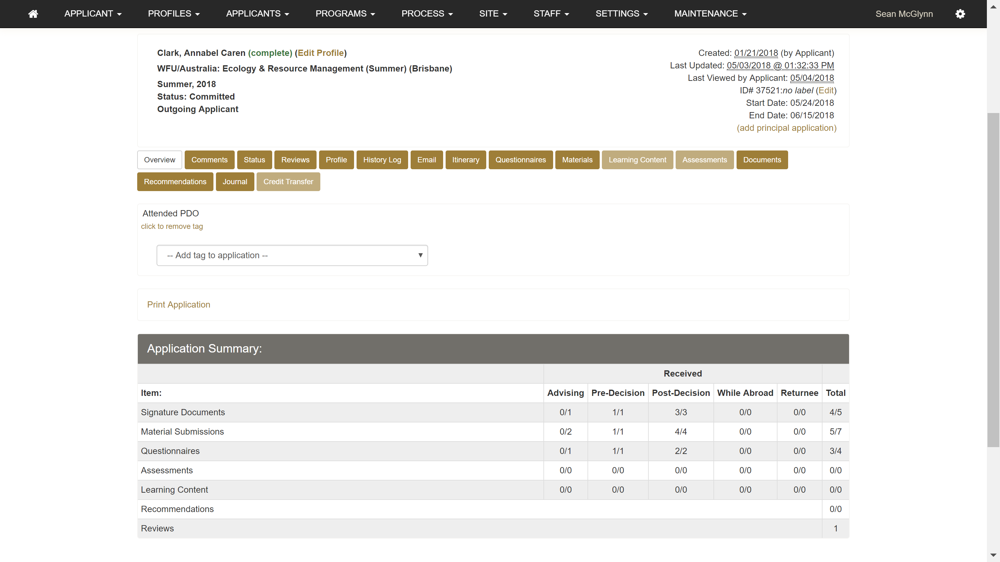 APPLICANT PROFILES APPLICANTS PROGRAMS PROCESS SITE STAFF SETTINGS MAINTENANCE Sean McGlynn
Clark, Annabel Caren (complete) (Edit Profile)
WFU/Australia: Ecology & Resource Management (Summer) (Brisbane)
Summer, 2018
Status: Committed
Outgoing Applicant
Created: 01/21/2018 (by Applicant)
Last Updated: 05/03/2018 @ 01:32:33 PM
Last Viewed by Applicant: 05/04/2018
ID# 37521:no label (Edit)
Start Date: 05/24/2018
End Date: 06/15/2018
(add principal application)
Overview Comments Status Reviews Profile History Log Email Itinerary Questionnaires Materials Learning Content Assessments Documents
Recommendations Journal Credit Transfer
Attended PDO
click to remove tag
-- Add tag to application --
Print Application
Application Summary:
Received
Item: Advising Pre-Decision Post-Decision While Abroad Returnee Total
Signature Documents 0/1 1/1 3/3 0/0 0/0 4/5
Material Submissions 0/2 1/1 4/4 0/0 0/0 5/7
Questionnaires 0/1 1/1 2/2 0/0 0/0 3/4
Assessments 0/0 0/0 0/0 0/0 0/0 0/0
Learning Content 0/0 0/0 0/0 0/0 0/0 0/0
Recommendations 0/0
Reviews 1